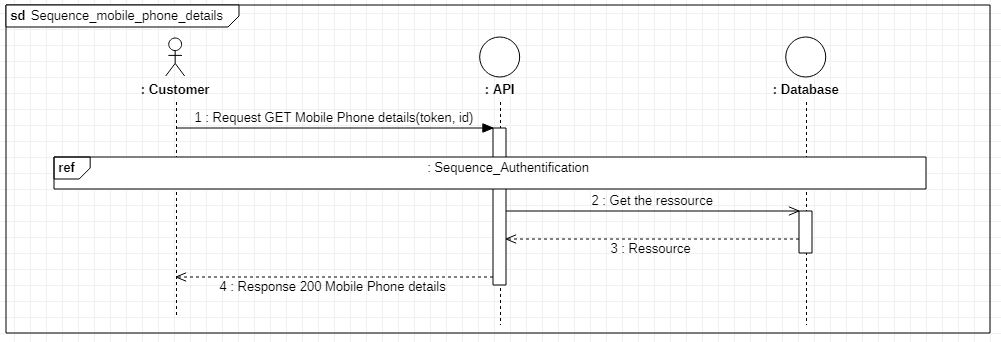 sd Sequence_mobile_phone_details
: Customer
: API
: Database
1 : Request GET Mobile Phone details(token, id)
ref
: Sequence_Authentification
2 : Get the ressource
3 : Ressource
4 : Response 200 Mobile Phone details